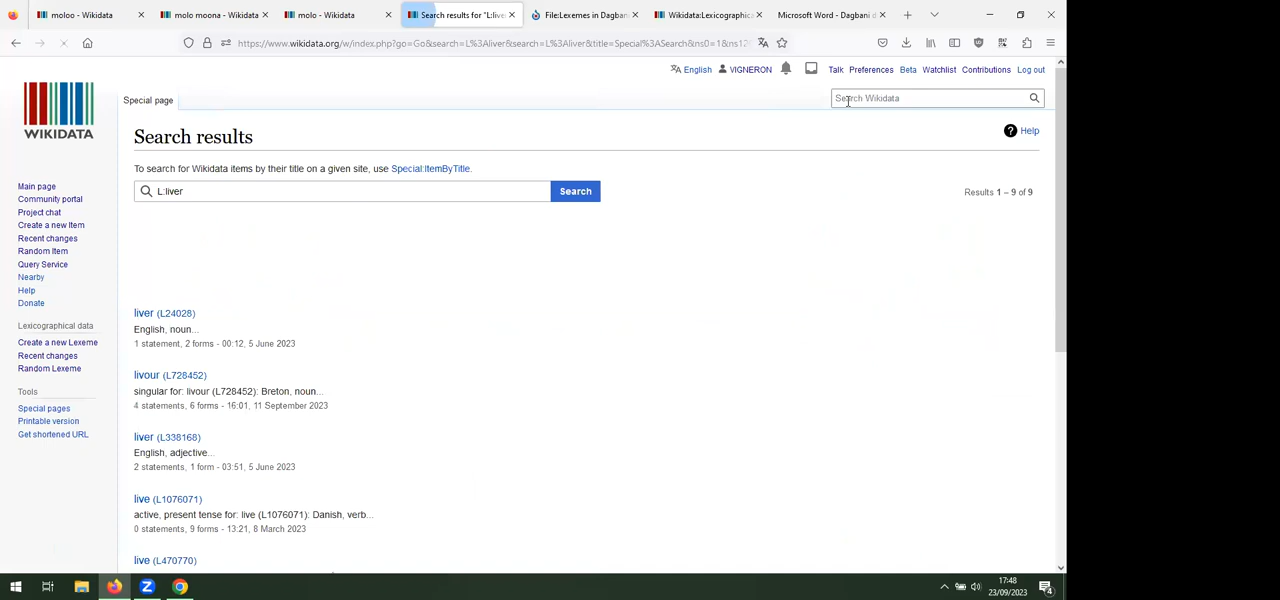 moloo - Wikidata
molo moona - Wikidata
molo - Wikidata
Search results for "L:live
File:Lexemes in Dagbani.
Wikidata:Lexicographica
Microsoft Word - Dagbani d
https://www.wikidata.org/w/index.php?go=Go&search=L%3Aliver&search=L%3Aliver&title=Special%3ASearch&ns0=1&ns12
English VIGNERON Talk Preferences Beta Watchlist Contributions Log out
Special page
Search Wikidata
WIKIDATA
Search results
Help
To search for Wikidata items by their title on a given site, use Special:ItemByTitle.
L:liver
Search
Results 1 – 9 of 9
Main page
Community portal
Project chat
Create a new Item
Recent changes
Random Item
Query Service
Nearby
Help
Donate
Lexicographical data
Create a new Lexeme
Recent changes
Random Lexeme
Tools
Special pages
Printable version
Get shortened URL
liver (L24028)
English, noun...
1 statement, 2 forms - 00:12, 5 June 2023
livour (L728452)
singular for: livour (L728452): Breton, noun...
4 statements, 6 forms - 16:01, 11 September 2023
liver (L338168)
English, adjective...
2 statements, 1 form - 03:51, 5 June 2023
live (L1076071)
active, present tense for: live (L1076071): Danish, verb...
0 statements, 9 forms - 13:21, 8 March 2023
live (L470770)
17:48
23/09/2023
4